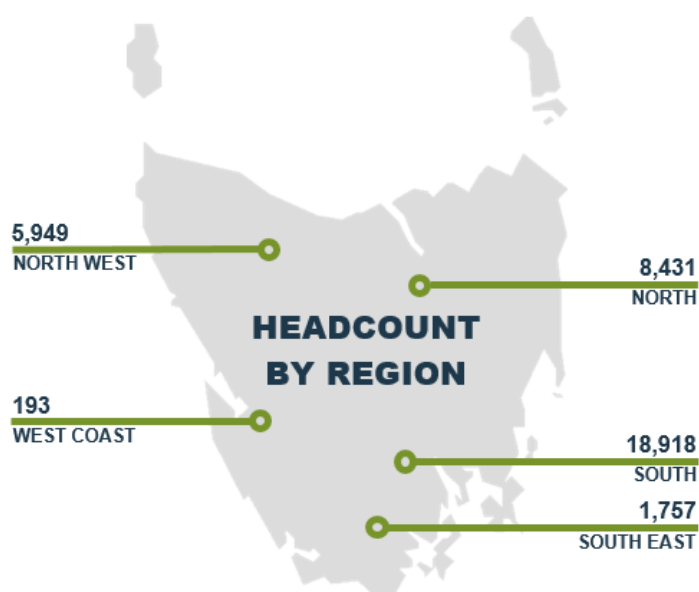 5,949
NORTH WEST
8,431
NORTH
HEADCOUNT
BY REGION
193
WEST COAST
18,918
SOUTH
1,757
SOUTH EAST